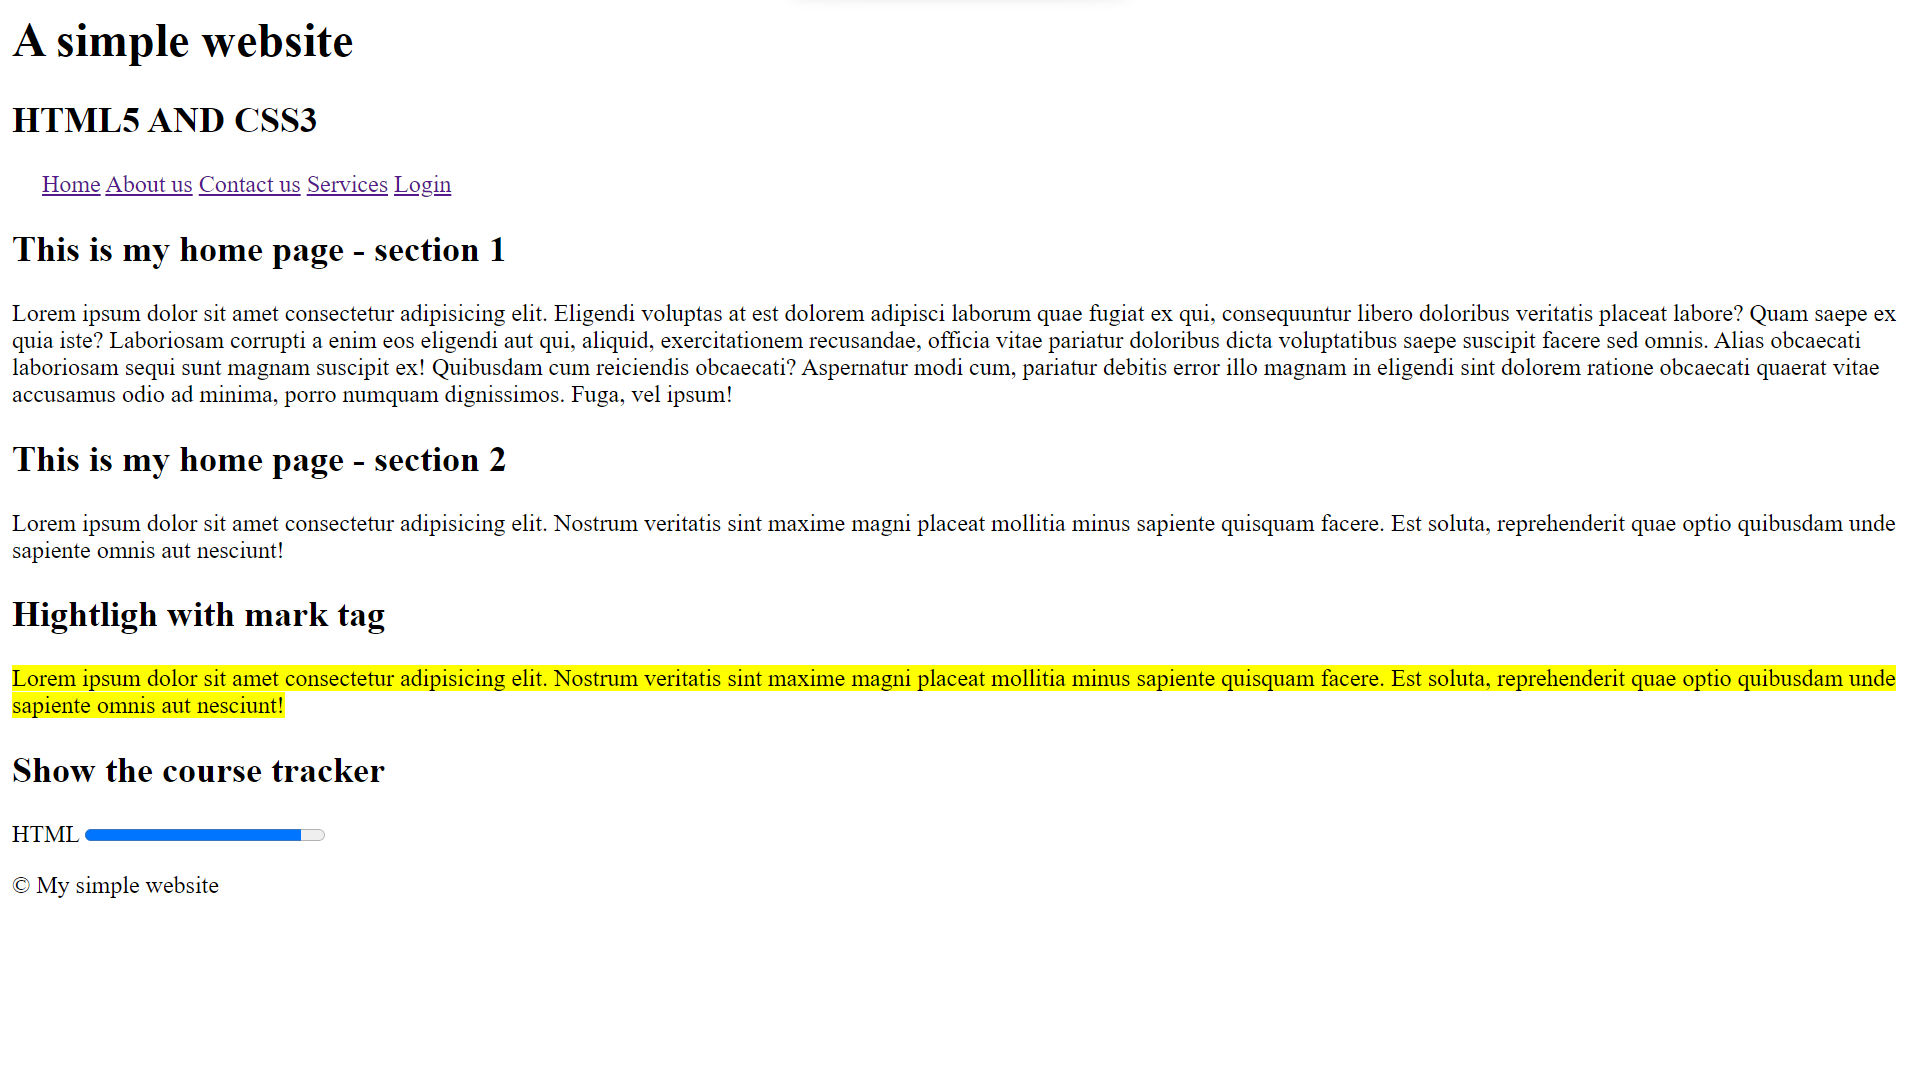 A simple website
HTML5 AND CSS3
Home About us Contact us Services Login
This is my home page - section 1
Lorem ipsum dolor sit amet consectetur adipisicing elit. Eligendi voluptas at est dolorem adipisci laborum quae fugiat ex qui, consequuntur libero doloribus veritatis placeat labore? Quam saepe ex
quia iste? Laboriosam corrupti a enim eos eligendi aut qui, aliquid, exercitationem recusandae, officia vitae pariatur doloribus dicta voluptatibus saepe suscipit facere sed omnis. Alias obcaecati
laboriosam sequi sunt magnam suscipit ex! Quibusdam cum reiciendis obcaecati? Aspernatur modi cum, pariatur debitis error illo magnam in eligendi sint dolorem ratione obcaecati quaerat vitae
accusamus odio ad minima, porro numquam dignissimos. Fuga, vel ipsum!
This is my home page - section 2
Lorem ipsum dolor sit amet consectetur adipisicing elit. Nostrum veritatis sint maxime magni placeat mollitia minus sapiente quisquam facere. Est soluta, reprehenderit quae optio quibusdam unde
sapiente omnis aut nesciunt!
Hightligh with mark tag
Lorem ipsum dolor sit amet consectetur adipisicing elit. Nostrum veritatis sint maxime magni placeat mollitia minus sapiente quisquam facere. Est soluta, reprehenderit quae optio quibusdam unde
sapiente omnis aut nesciunt!
Show the course tracker
HTML
© My simple website